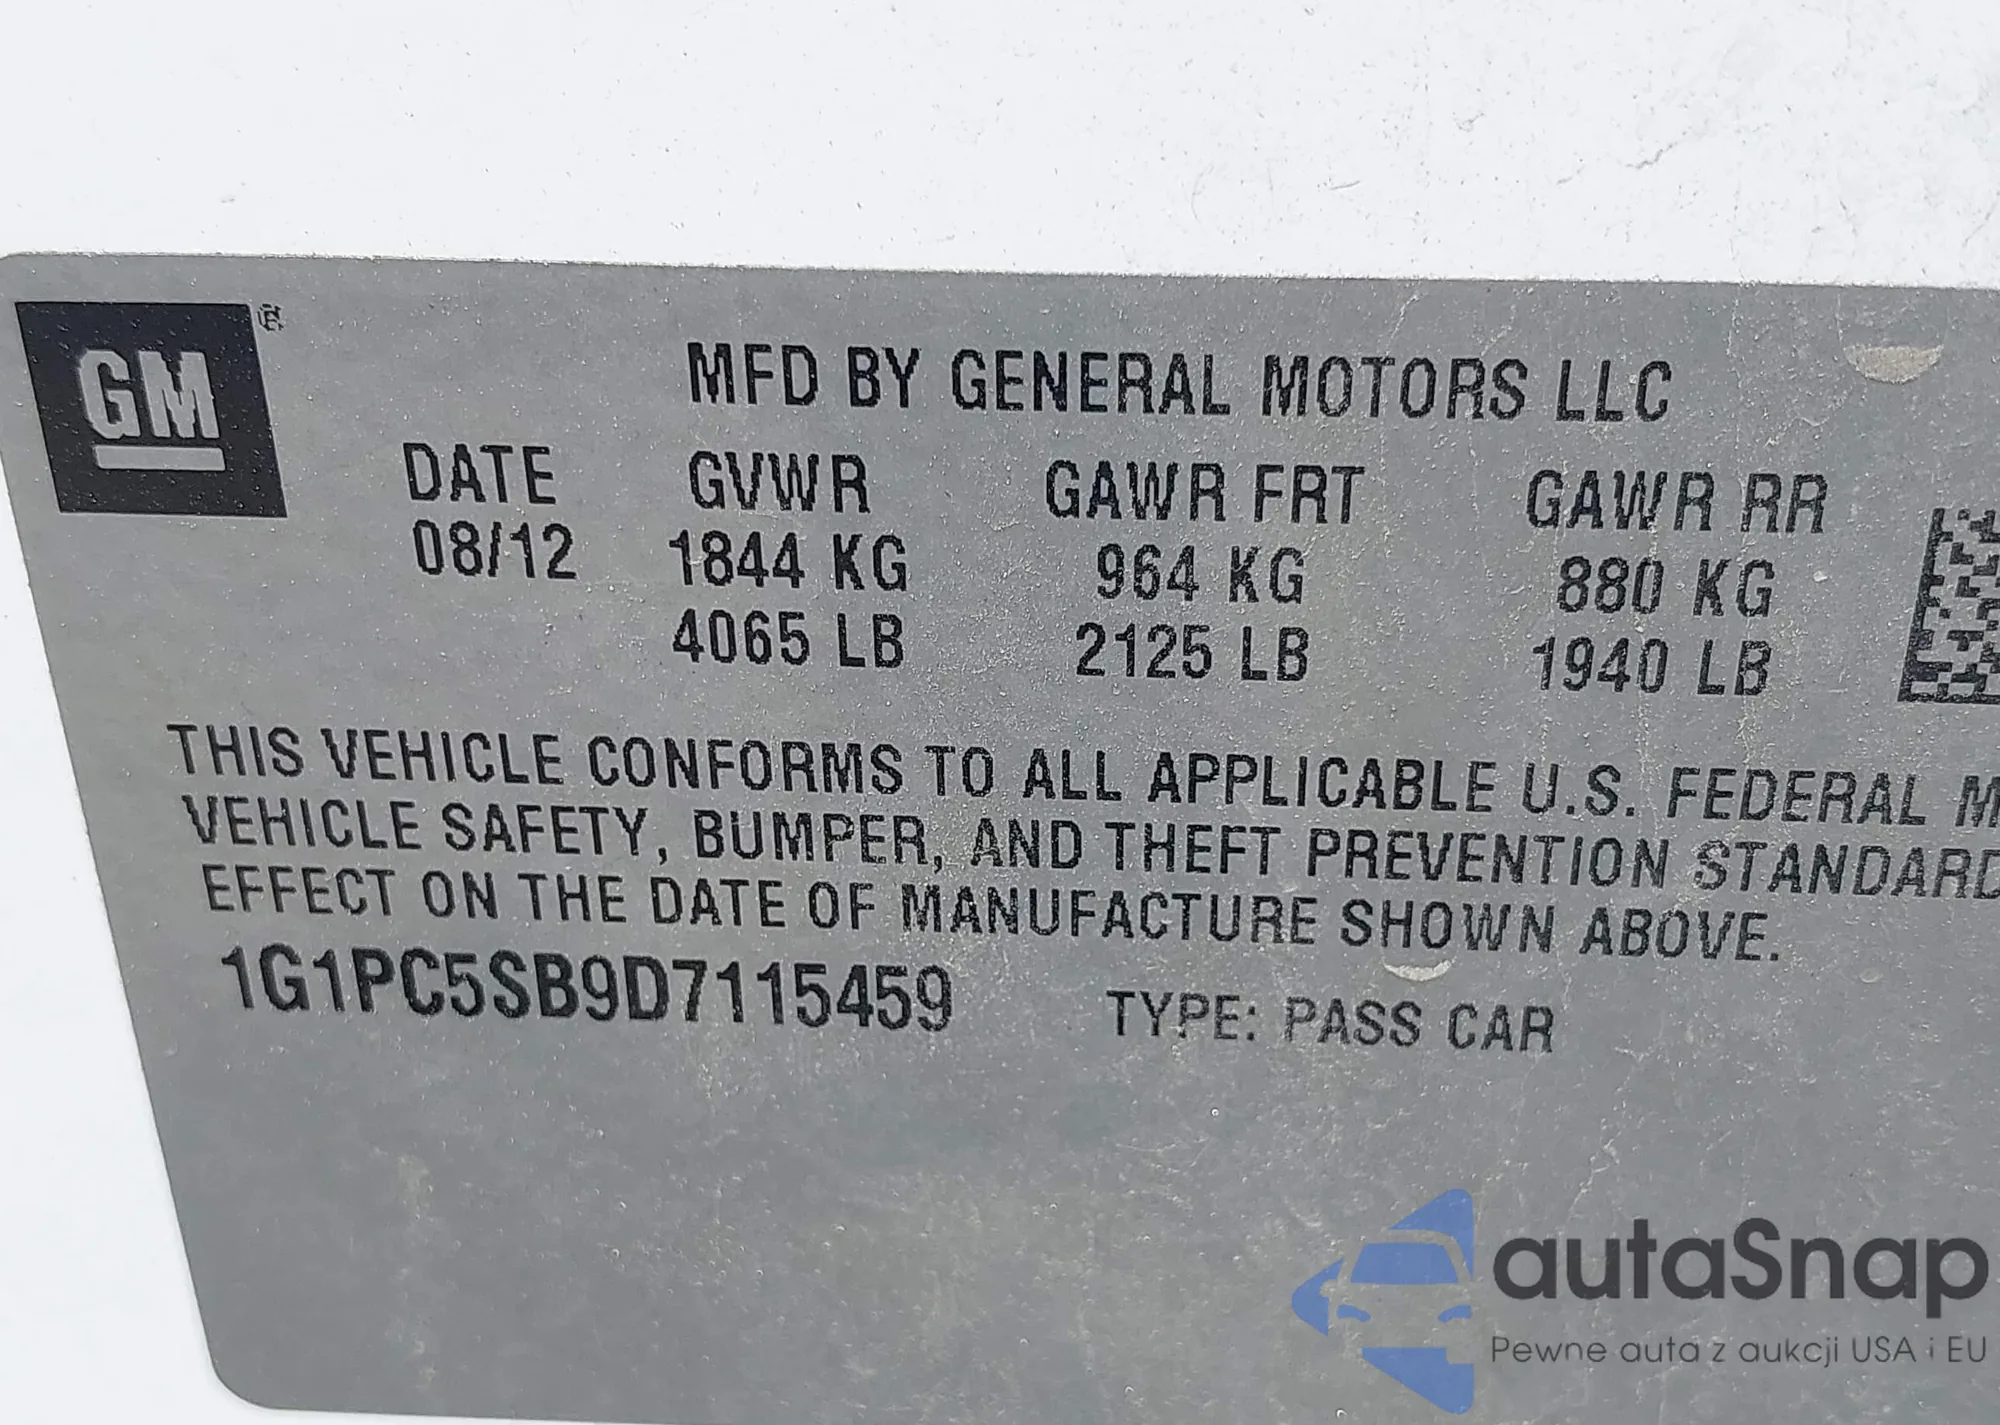 GM
MFD BY GENERAL MOTORS LLC
DATE GVWR GAWR FRT GAWR RR
08/12 1844 KG 964 KG 880 KG
4065 LB 2125 LB 1940 LB
THIS VEHICLE CONFORMS TO ALL APPLICABLE U.S. FEDERAL M
VEHICLE SAFETY, BUMPER, AND THEFT PREVENTION STANDARD
EFFECT ON THE DATE OF MANUFACTURE SHOWN ABOVE.
1G1PC5SB9D7115459 TYPE: PASS CAR
autaSnap
Pewne auta z aukcji USA i EU